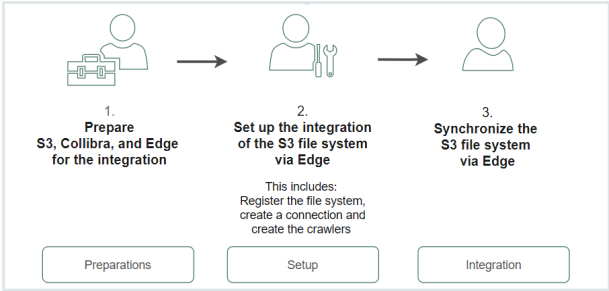 1.
Prepare
S3, Collibra, and Edge
for the integration
2.
Set up the integration
of the S3 file system
via Edge
This includes:
Register the file system,
create a connection and
create the crawlers
3.
Synchronize the
S3 file system
via Edge
Preparations
Setup
Integration